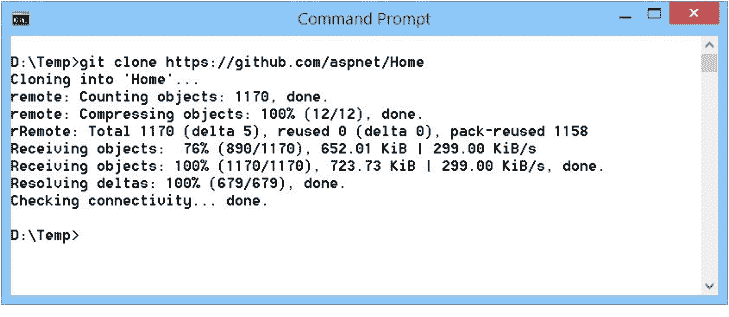 Command Prompt
D:\Temp>git clone https://github.com/aspnet/Home
Cloning into 'Home'...
remote: Counting objects: 1170, done.
remote: Compressing objects: 100% (12/12), done.
rRemote: Total 1170 (delta 5), reused 0 (delta 0), pack-reused 1158
Receiving objects:  76% (890/1170), 652.01 KiB | 299.00 KiB/s
Receiving objects: 100% (1170/1170), 723.73 KiB | 299.00 KiB/s, done.
Resolving deltas: 100% (679/679), done.
Checking connectivity... done.
D:\Temp>